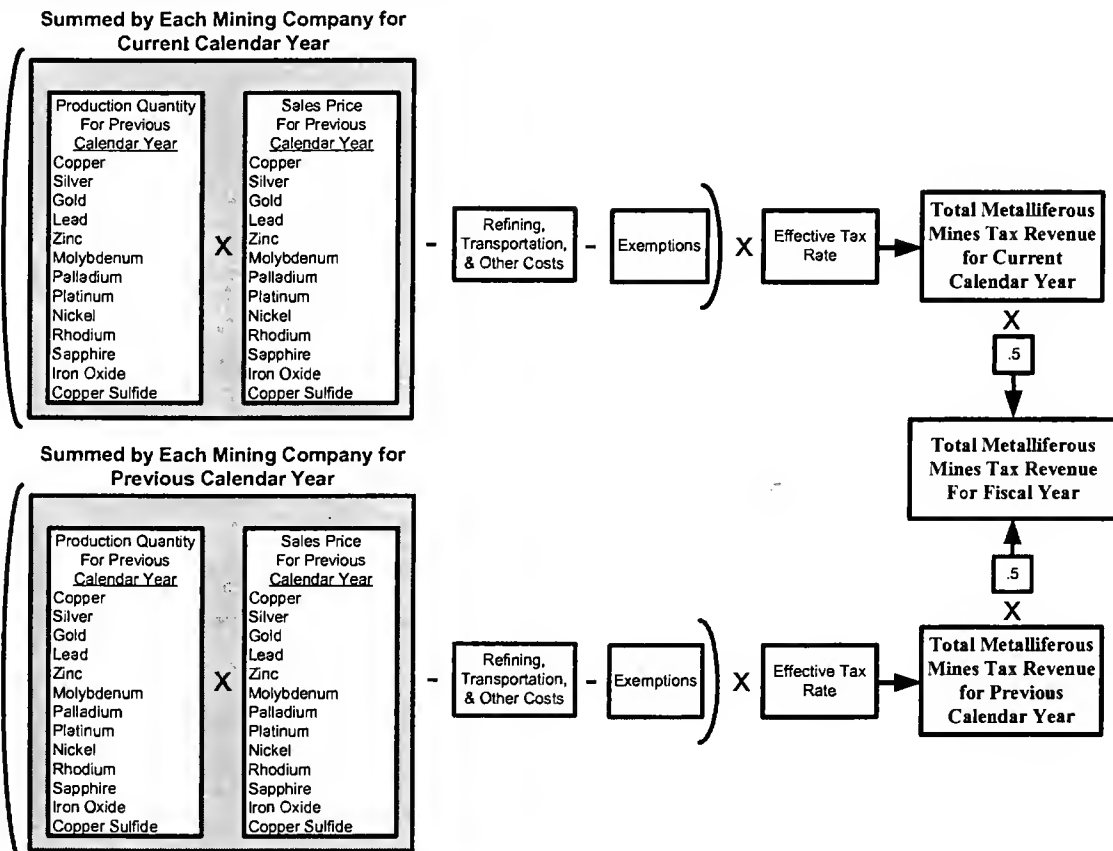 Summed by Each Mining Company for
Current Calendar Year
Production Quantity
For Previous
Calendar Year
Copper
Silver
Gold
Lead
Zinc
Molybdenum
Palladium
Platinum
Nickel
Rhodium
Sapphire
Iron Oxide
Copper Sulfide
X
Sales Price
For Previous
Calendar Year
Copper
Silver
Gold
Lead
Zinc
Molybdenum
Palladium
Platinum
Nickel
Rhodium
Sapphire
Iron Oxide
Copper Sulfide
-
Refining,
Transportation,
& Other Costs
-
Exemptions
X
Effective Tax
Rate
Total Metalliferous
Mines Tax Revenue
for Current
Calendar Year
X
.5
Total Metalliferous
Mines Tax Revenue
For Fiscal Year
Summed by Each Mining Company for
Previous Calendar Year
Production Quantity
For Previous
Calendar Year
Copper
Silver
Gold
Lead
Zinc
Molybdenum
Palladium
Platinum
Nickel
Rhodium
Sapphire
Iron Oxide
Copper Sulfide
X
Sales Price
For Previous
Calendar Year
Copper
Silver
Gold
Lead
Zinc
Molybdenum
Palladium
Platinum
Nickel
Rhodium
Sapphire
Iron Oxide
Copper Sulfide
-
Refining,
Transportation,
& Other Costs
-
Exemptions
X
Effective Tax
Rate
.5
X
Total Metalliferous
Mines Tax Revenue
for Previous
Calendar Year